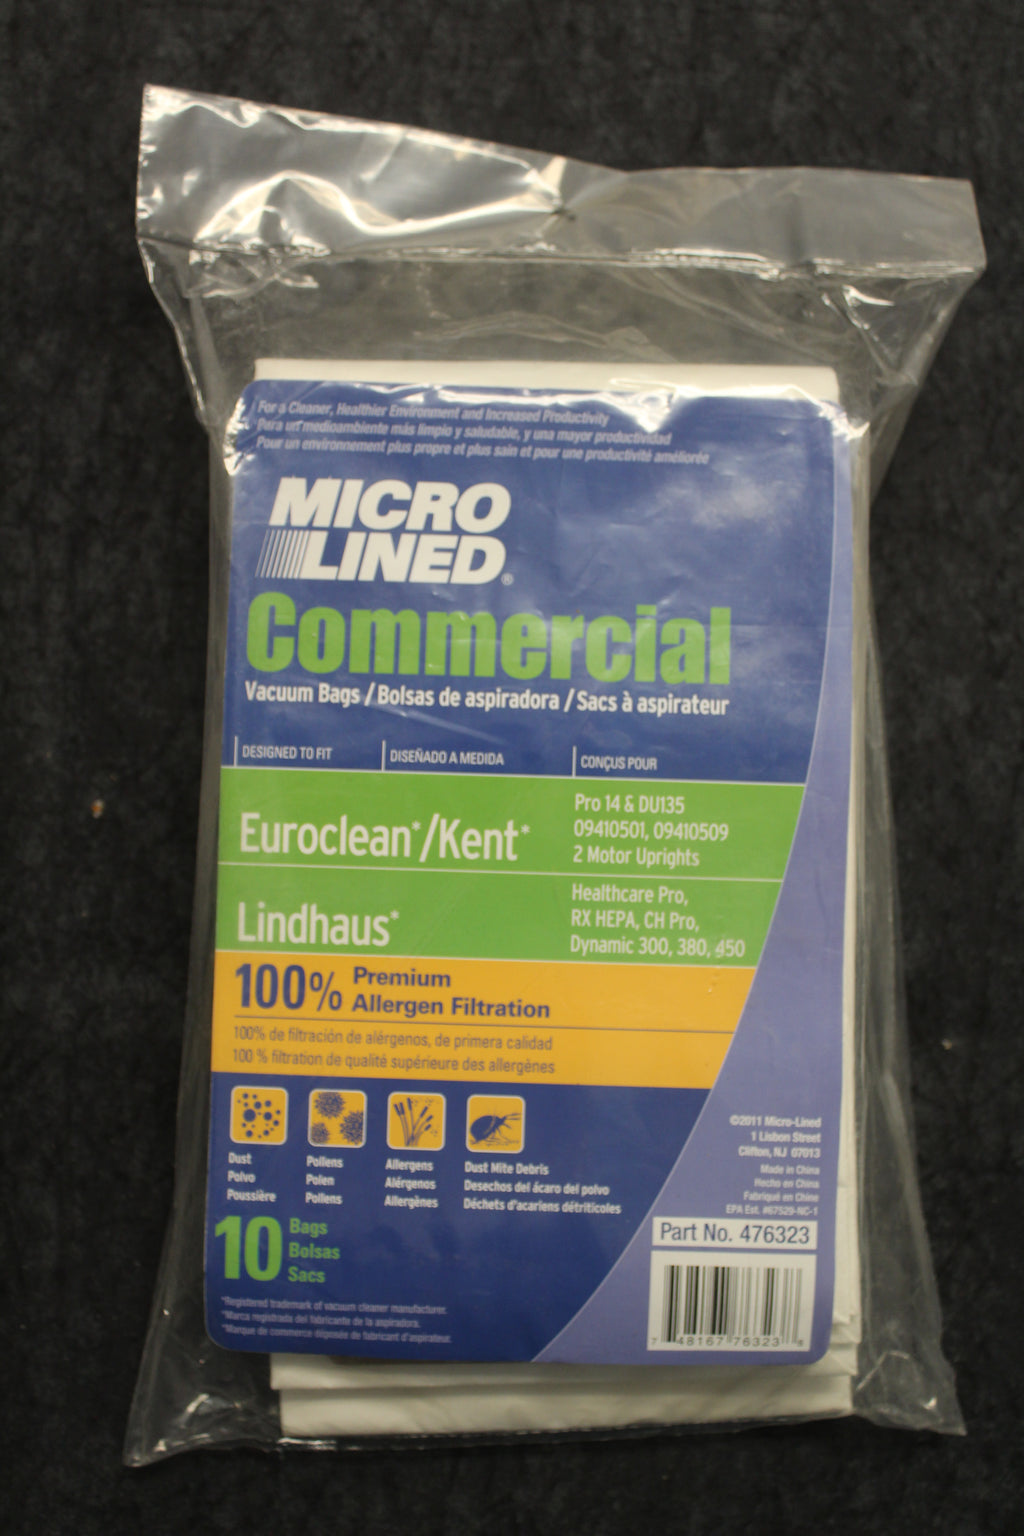 For a Cleaner, Healthier Environment and Increased Productivity
Para un medioambiente más limpio y saludable, y una mayor productividad
Pour un environnement plus propre et plus sain et pour une productivité améliorée
MICRO
LINED®
Commercial
Vacuum Bags / Bolsas de aspiradora / Sacs à aspirateur
DESIGNED TO FIT
DISEÑADO A MEDIDA
CONÇUS POUR
Euroclean*/Kent*
Pro 14 & DU135
09410501, 09410509
2 Motor Uprights
Lindhaus*
Healthcare Pro,
RX HEPA, CH Pro,
Dynamic 300, 380, 450
100% Premium
Allergen Filtration
100% de filtración de alérgenos, de primera calidad
100 % filtration de qualité supérieure des allergènes
Dust
Polvo
Poussière
Pollens
Polen
Pollens
Allergens
Alérgenos
Allergènes
Dust Mite Debris
Desechos del ácaro del polvo
Déchets d'acariens détriticoles
10 Bags
Bolsas
Sacs
*Registered trademark of vacuum cleaner manufacturer.
*Marca registrada del fabricante de la aspiradora.
*Marque de commerce déposée de fabricant d'aspirateur.
©2011 Micro-Lined
1 Lisbon Street
Clifton, NJ 07013
Made in China
Hecho en China
Fabriqué en Chine
EPA Est. #67529-NC-1
Part No. 476323
7 48167 76323 8